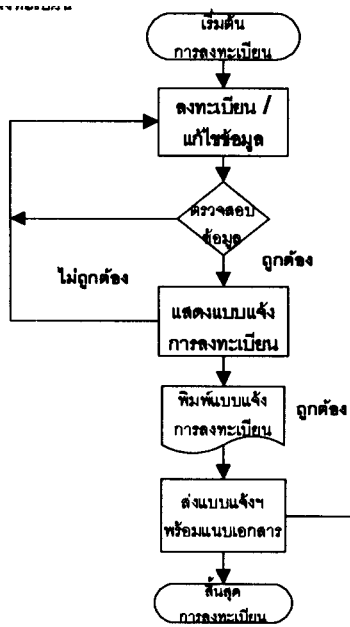 เริ่มต้น
การลงทะเบียน
ลงทะเบียน /
แก้ไขข้อมูล
ตรวจสอบ
ข้อมูล
ถูกต้อง
ไม่ถูกต้อง
แสดงแบบแจ้ง
การลงทะเบียน
พิมพ์แบบแจ้ง
การลงทะเบียน
ถูกต้อง
ส่งแบบแจ้งฯ
พร้อมแนบเอกสาร
สิ้นสุด
การลงทะเบียน